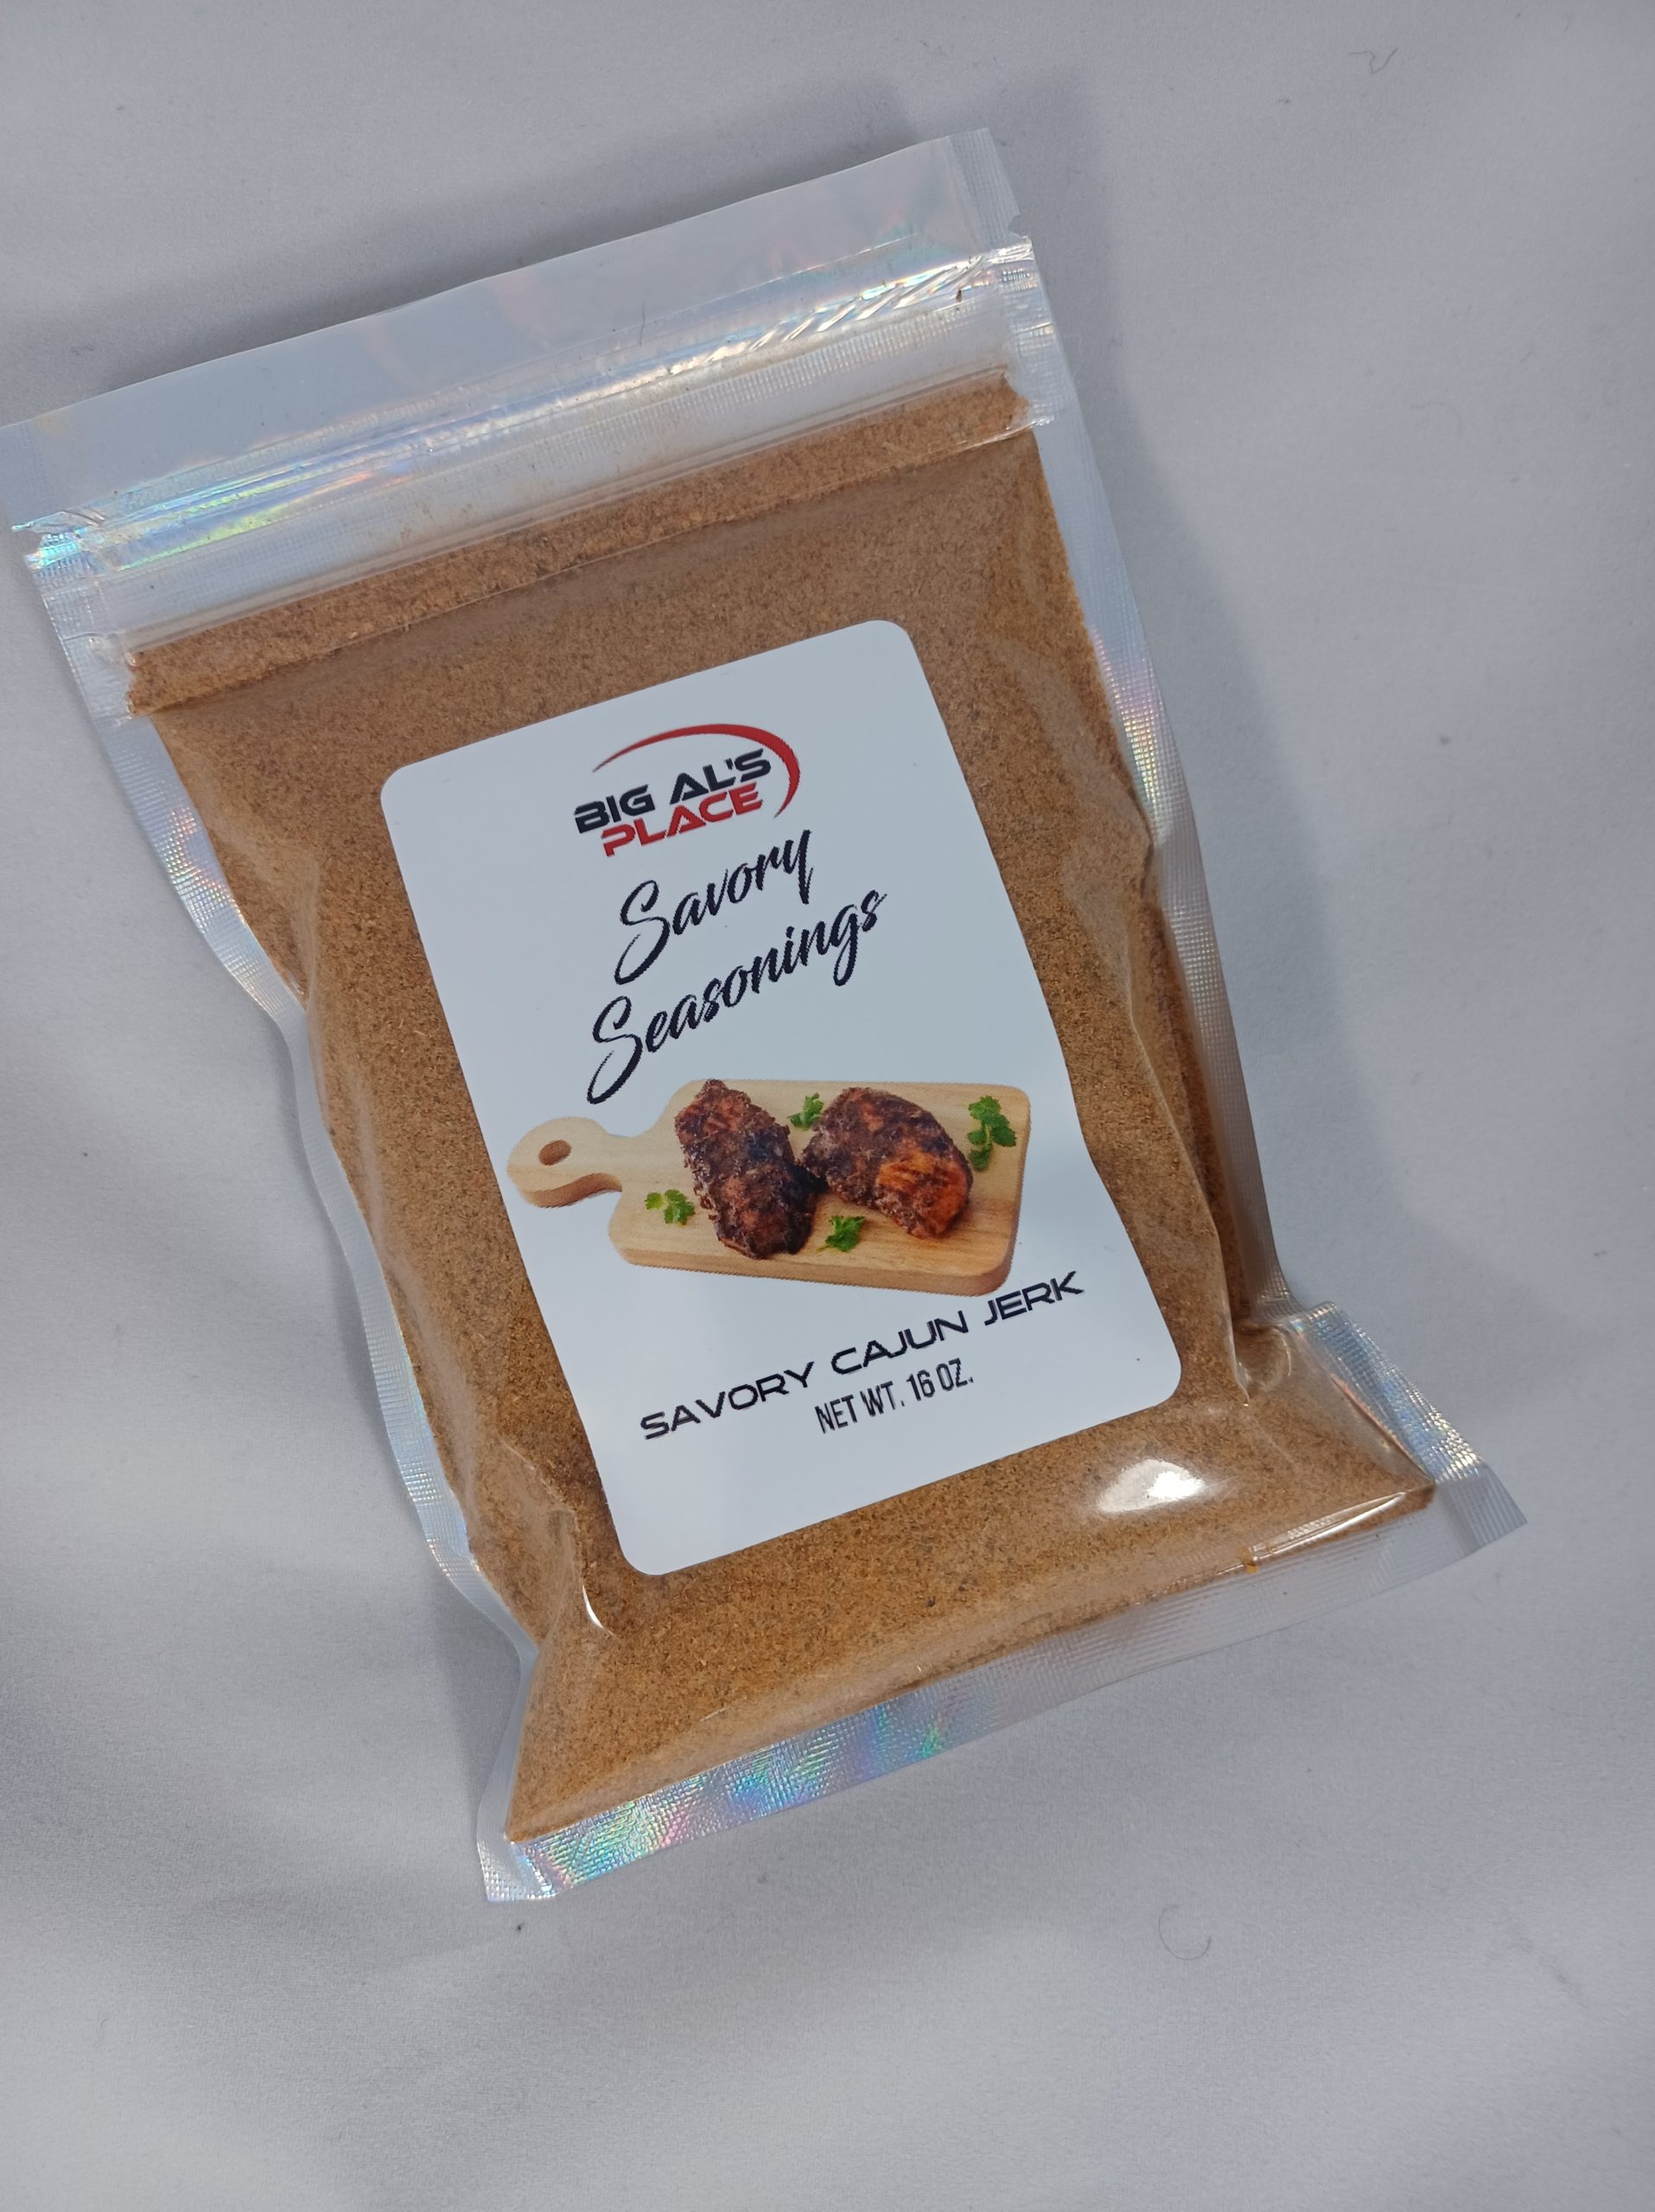 BIG AL'S
PLACE
Savory
Seasonings
SAVORY CAJUN JERK
NET WT. 16 OZ.